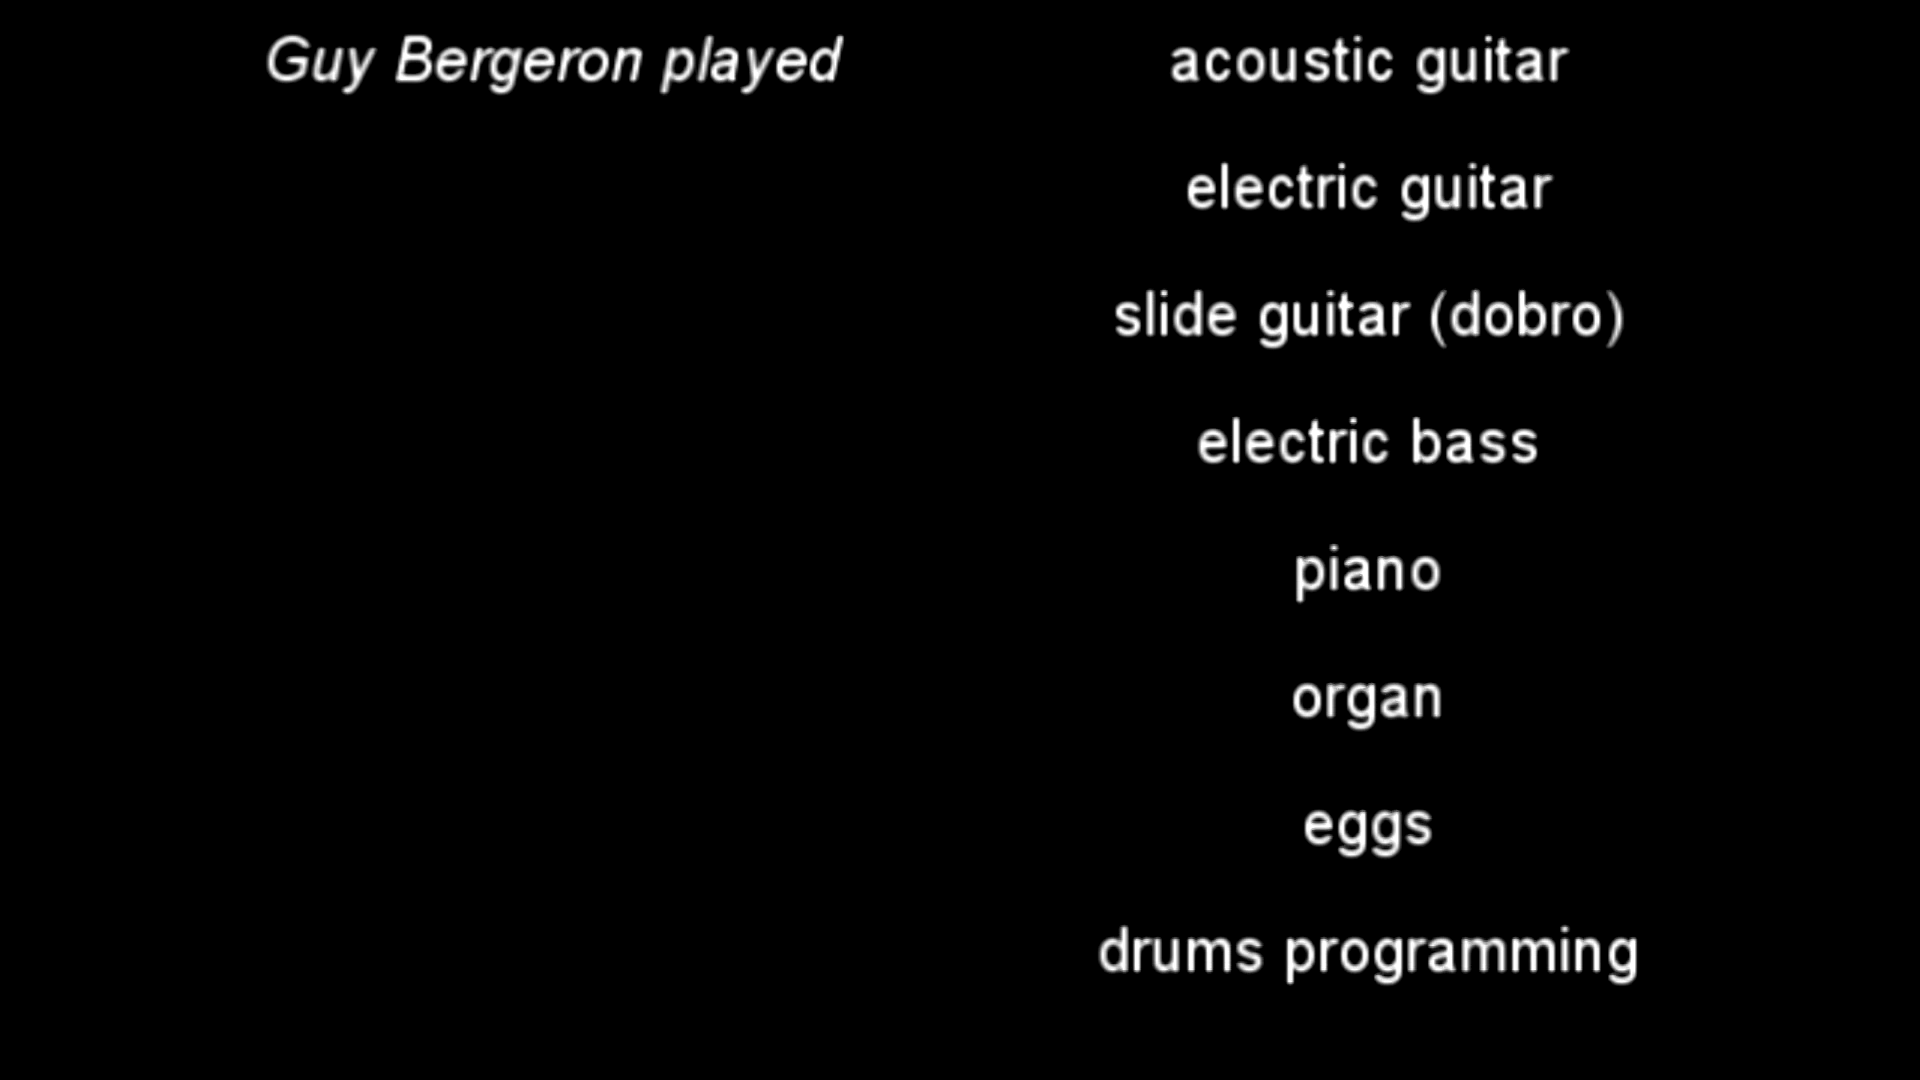 Guy Bergeron played acoustic guitar
electric guitar
slide guitar (dobro)
electric bass
piano
organ
eggs
drums programming